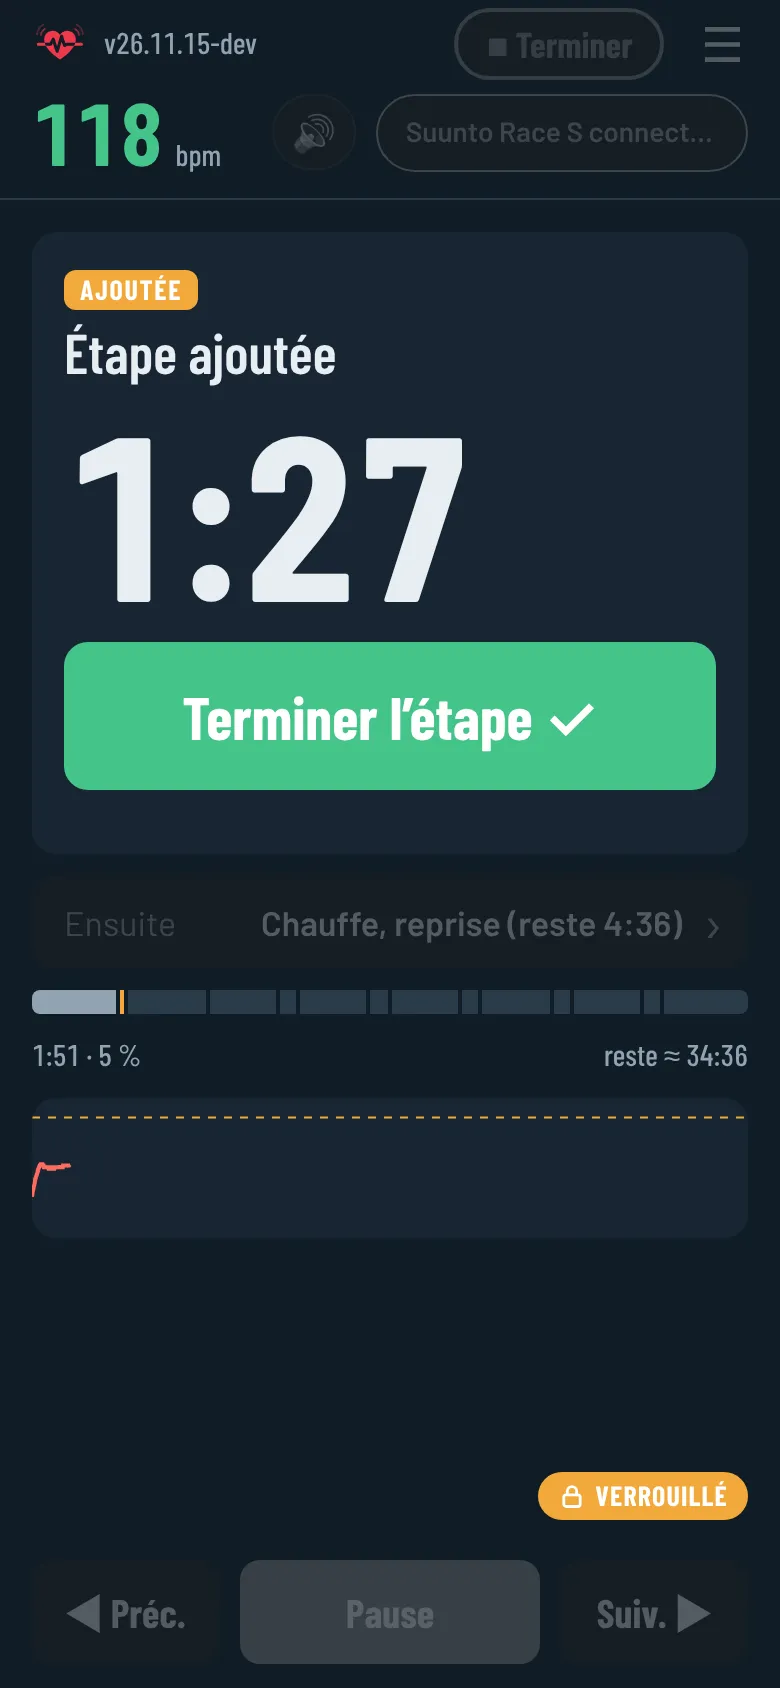 v26.11.15-dev
■ Terminer
118 bpm
Suunto Race S connect...
AJOUTÉE
Étape ajoutée
1:27
Terminer l’étape ✓
Ensuite
Chauffe, reprise (reste 4:36) ›
1:51 · 5 %
reste ≈ 34:36
VERROUILLÉ
◀ Préc.
Pause
Suiv. ▶